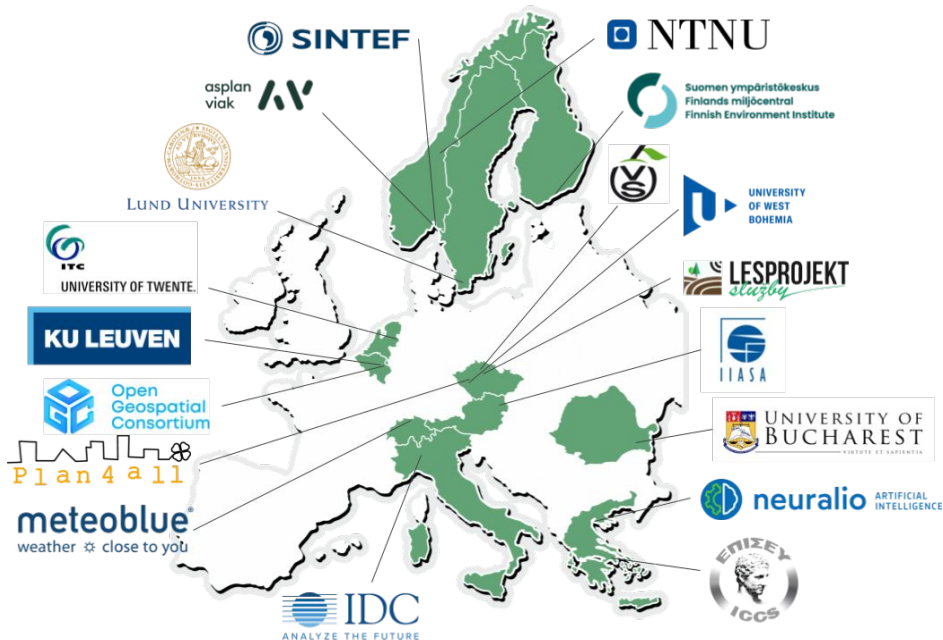 SINTEF
NTNU
asplan
viak
Suomen ympäristökeskus
Finlands miljöcentral
Finnish Environment Institute
LUND UNIVERSITY
UNIVERSITY
OF WEST
BOHEMIA
ITC
UNIVERSITY OF TWENTE.
LESPROJEKT
služby
KU LEUVEN
IIASA
OGC
Open
Geospatial
Consortium
UNIVERSITY OF
BUCHAREST
VIRTUTE ET SAPIENTIA
Plan4all
meteoblue®
weather ☼ close to you
neuralio ARTIFICIAL
INTELLIGENCE
ΕΠΙΣΕΥ
ICCS
IDC
ANALYZE THE FUTURE